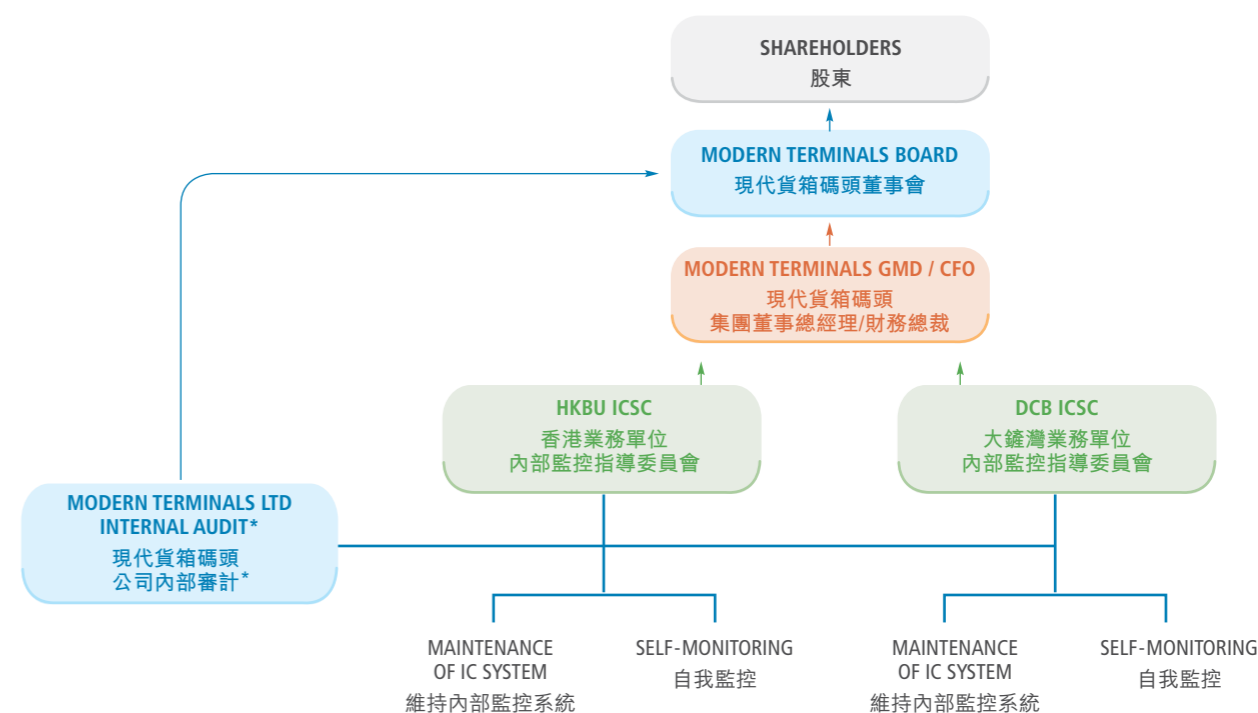 SHAREHOLDERS
股東
MODERN TERMINALS BOARD
現代貨箱碼頭董事會
MODERN TERMINALS GMD / CFO
現代貨箱碼頭
集團董事總經理/財務總裁
HKBU ICSC
香港業務單位
內部監控指導委員會
DCB ICSC
大鏟灣業務單位
內部監控指導委員會
MODERN TERMINALS LTD
INTERNAL AUDIT*
現代貨箱碼頭
公司內部審計*
MAINTENANCE
OF IC SYSTEM
維持內部監控系統
SELF-MONITORING
自我監控
MAINTENANCE
OF IC SYSTEM
維持內部監控系統
SELF-MONITORING
自我監控